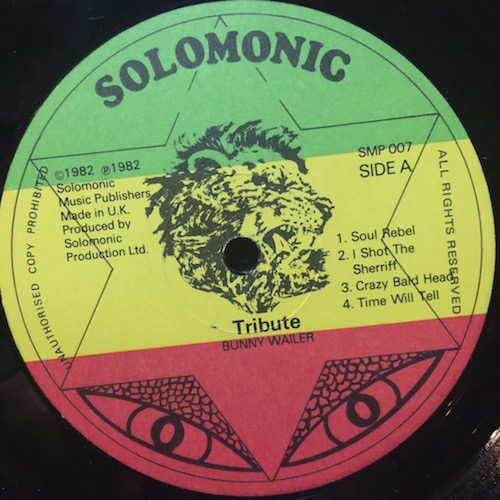 SOLOMONIC
©1982 ℗1982
Solomonic
Music Publishers
Made in U.K.
Produced by
Solomonic
Production Ltd.
SMP 007
SIDE A
1. Soul Rebel
2. I Shot The
Sheriff
3. Crazy Bald Head
4. Time Will Tell
Tribute
BUNNY WAILER
UNAUTHORISED COPY PROHIBITED
ALL RIGHTS RESERVED